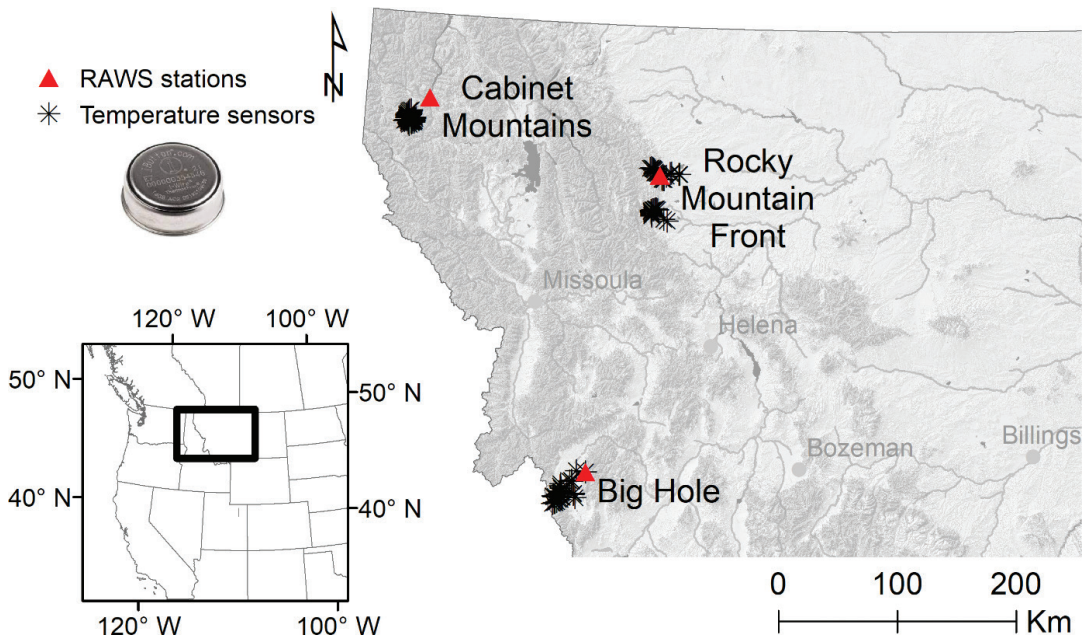 N
RAWS stations
Temperature sensors
Cabinet
Mountains
Rocky
Mountain
Front
Missoula
Helena
Bozeman
Billings
Big Hole
120° W
100° W
50° N
50° N
40° N
40° N
120° W
100° W
0
100
200
Km